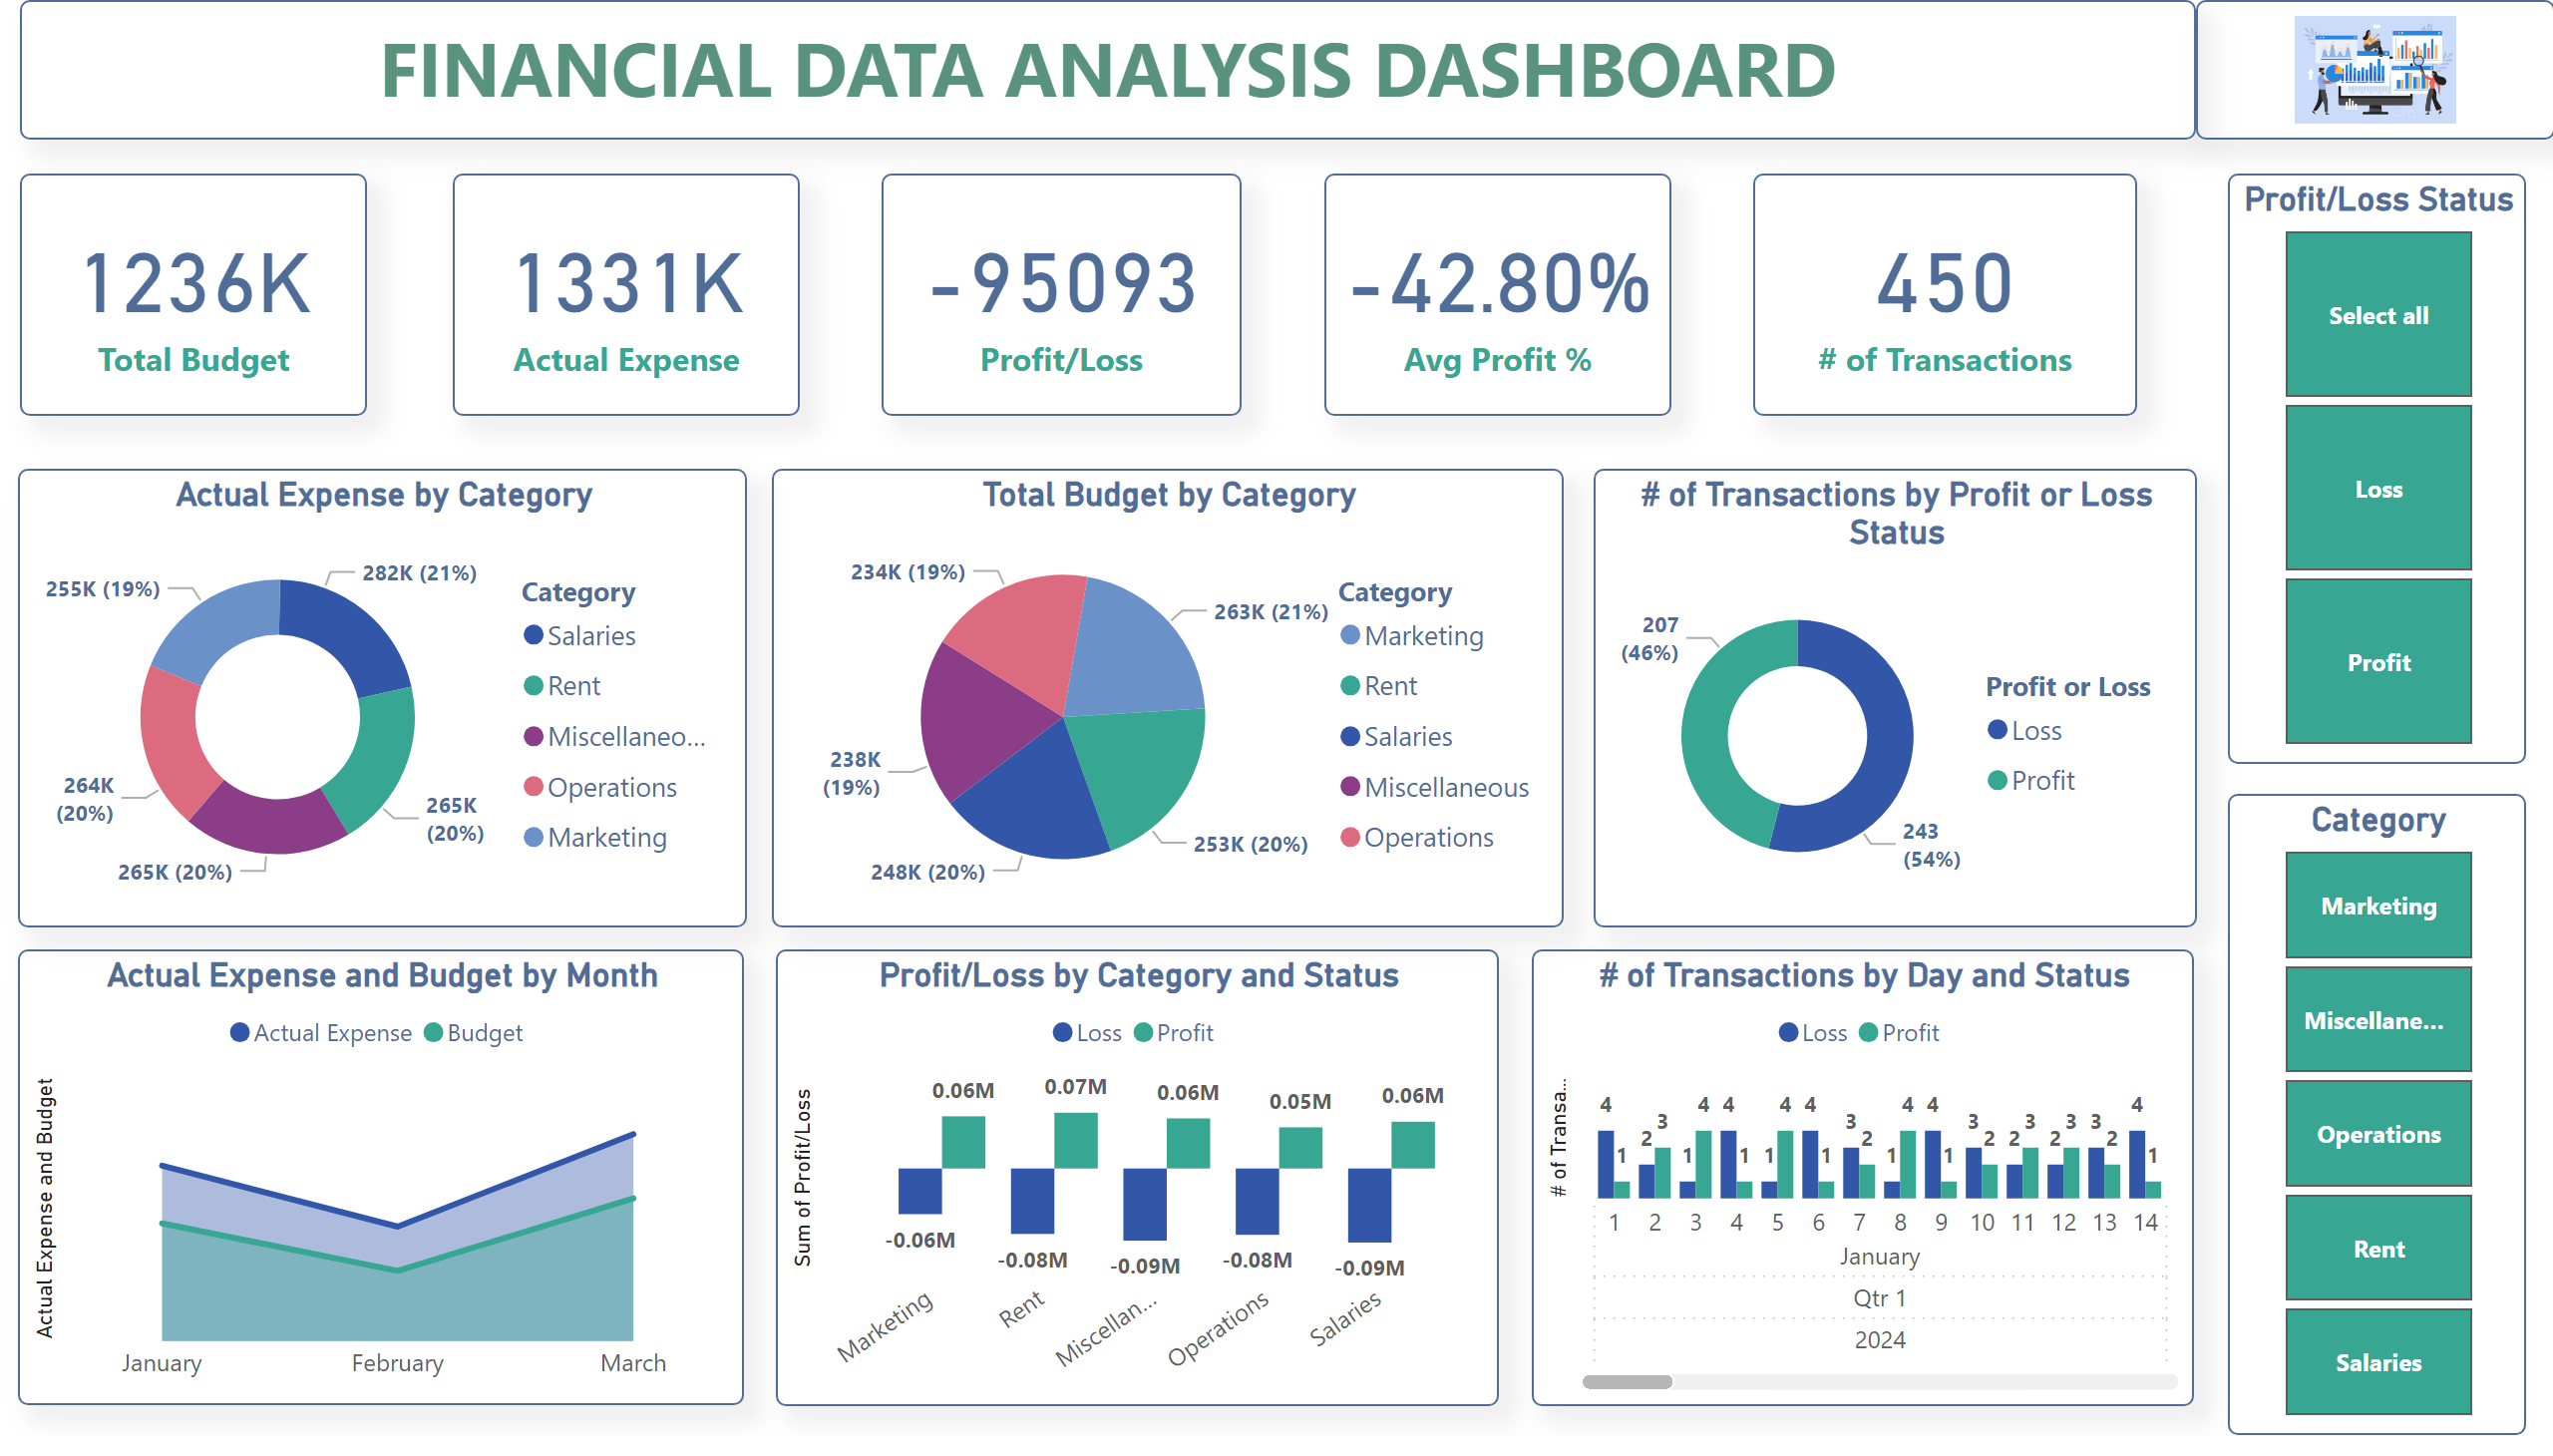 FINANCIAL DATA ANALYSIS DASHBOARD
1236K
Total Budget
1331K
Actual Expense
-95093
Profit/Loss
-42.80%
Avg Profit %
450
# of Transactions
Profit/Loss Status
Select all
Loss
Profit
Actual Expense by Category
282K (21%)
255K (19%)
264K
(20%)
265K
(20%)
265K (20%)
Category
Salaries
Rent
Miscellaneo...
Operations
Marketing
Total Budget by Category
234K (19%)
263K (21%)
238K
(19%)
253K (20%)
248K (20%)
Category
Marketing
Rent
Salaries
Miscellaneous
Operations
# of Transactions by Profit or Loss
Status
207
(46%)
243
(54%)
Profit or Loss
Loss
Profit
Category
Marketing
Miscellane...
Operations
Rent
Salaries
Actual Expense and Budget by Month
Actual Expense Budget
Actual Expense and Budget
January February March
Profit/Loss by Category and Status
Loss Profit
Sum of Profit/Loss
0.06M 0.07M 0.06M 0.05M 0.06M
-0.06M -0.08M -0.09M -0.08M -0.09M
Marketing Rent Miscellan... Operations Salaries
# of Transactions by Day and Status
Loss Profit
# of Transa...
4 1 2 3 1 4 4 1 1 4 4 1 3 2 1 4 4 1 3 2 2 3 2 3 3 2 4 1
1 2 3 4 5 6 7 8 9 10 11 12 13 14
January
Qtr 1
2024